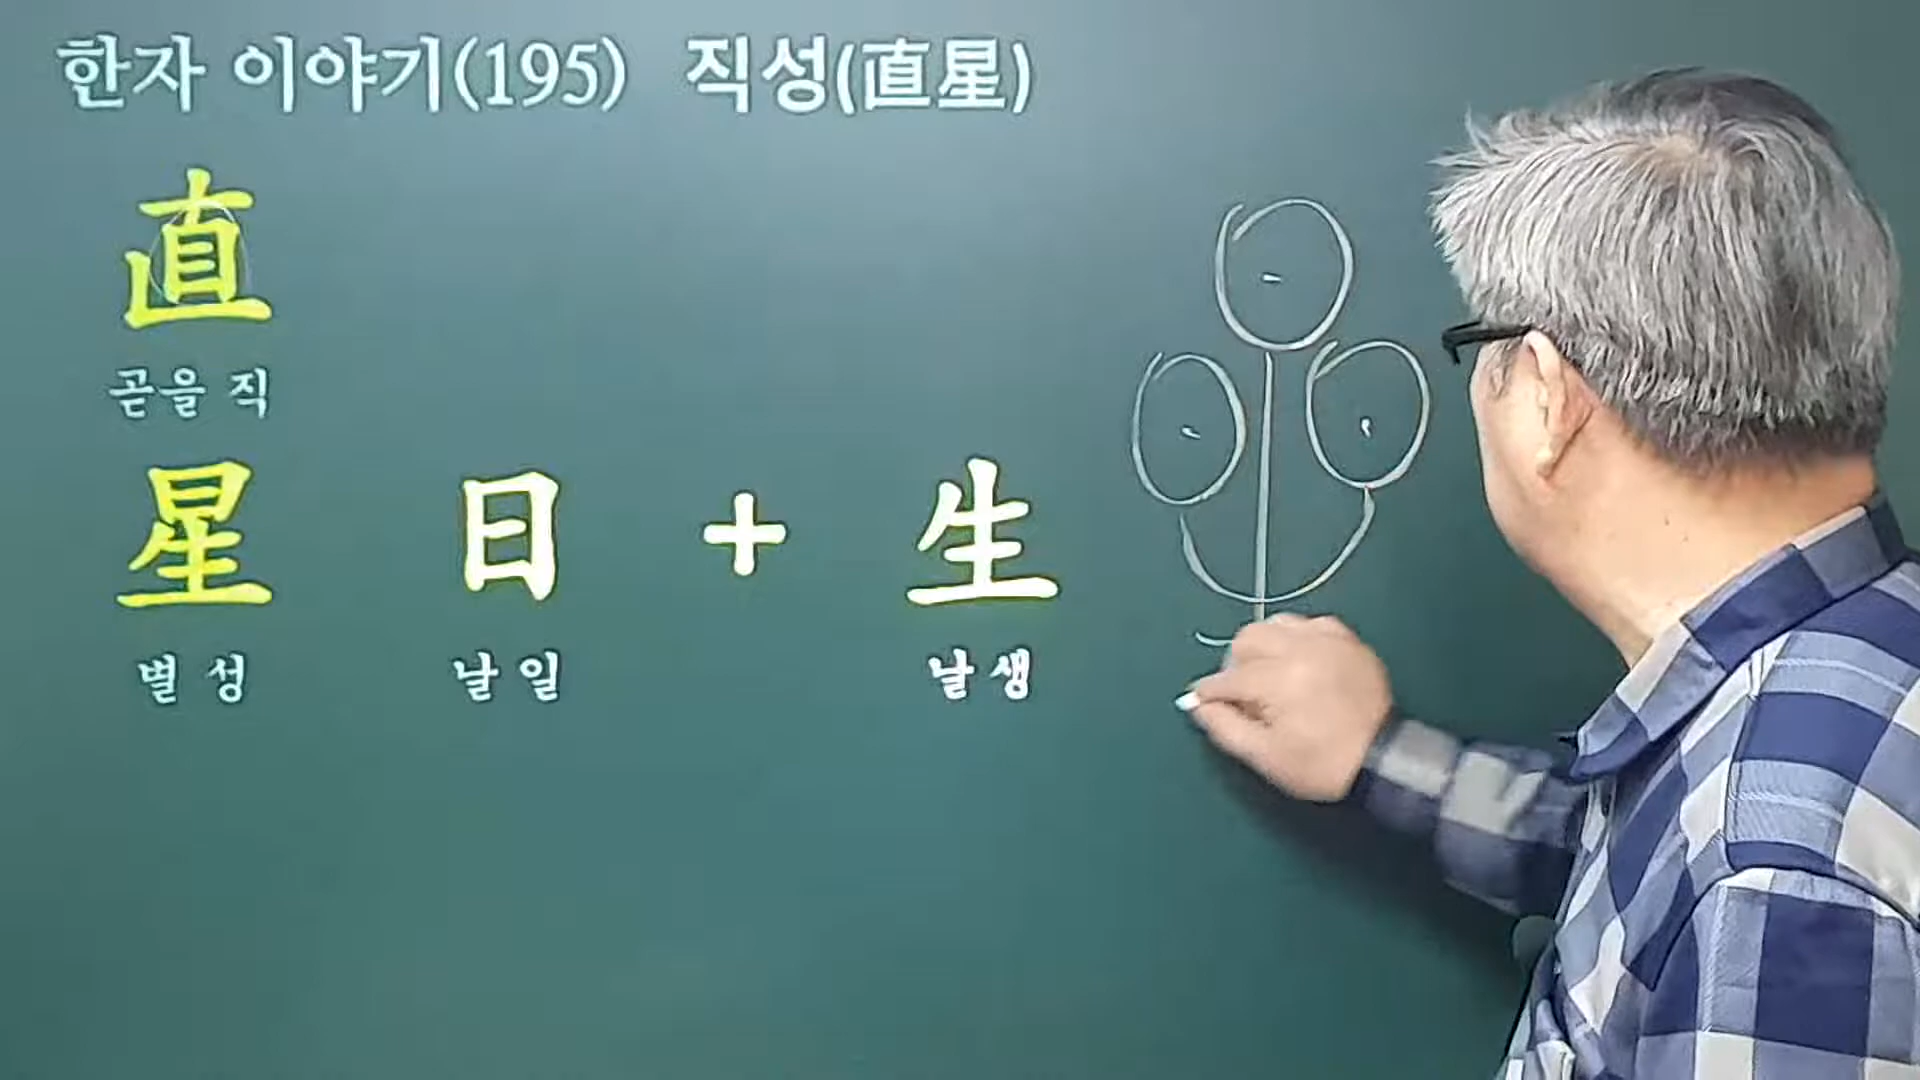 한자 이야기(195) 직성(直星)
直
곧을 직
星 日 + 生
별 성 날 일 날 생